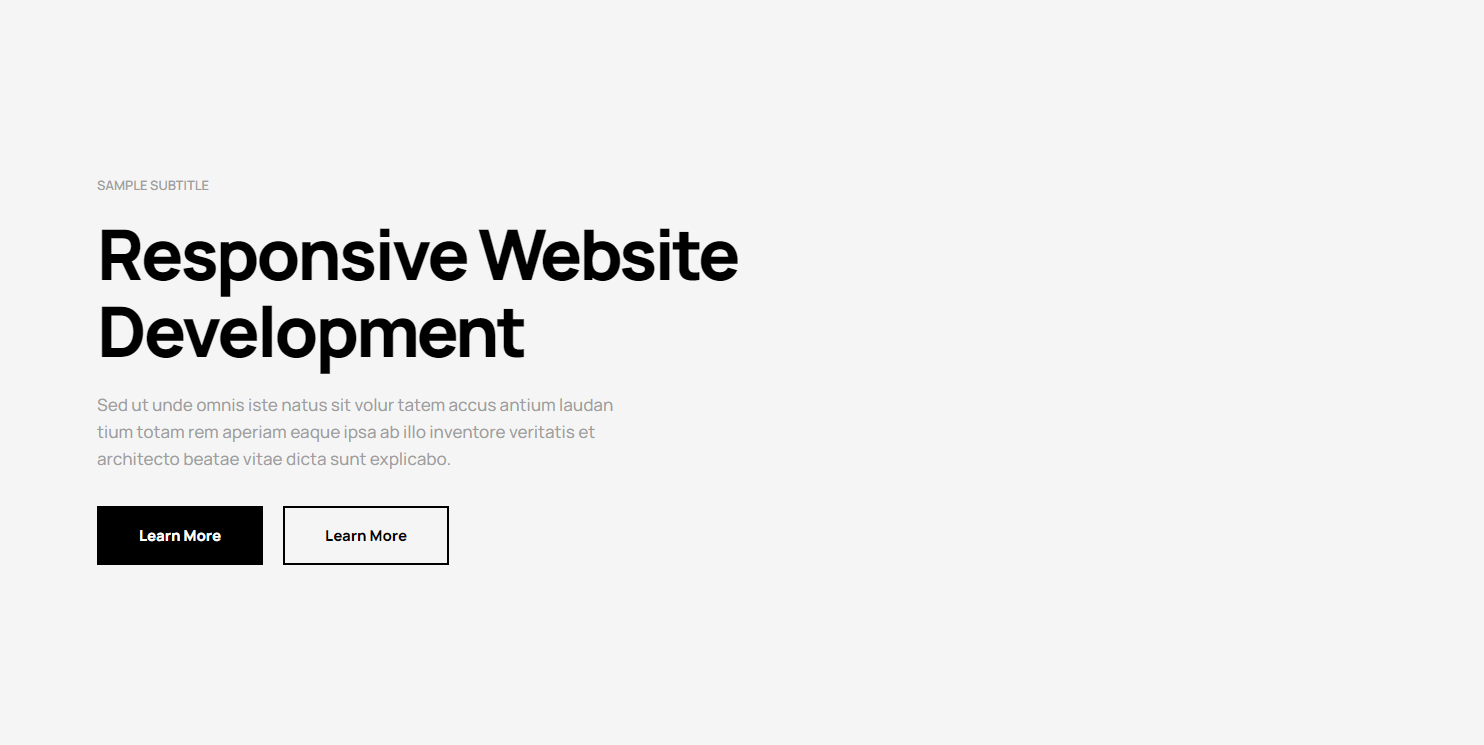 SAMPLE SUBTITLE
Responsive Website
Development
Sed ut unde omnis iste natus sit volur tatem accus antium laudan
tium totam rem aperiam eaque ipsa ab illo inventore veritatis et
architecto beatae vitae dicta sunt explicabo.
Learn More
Learn More